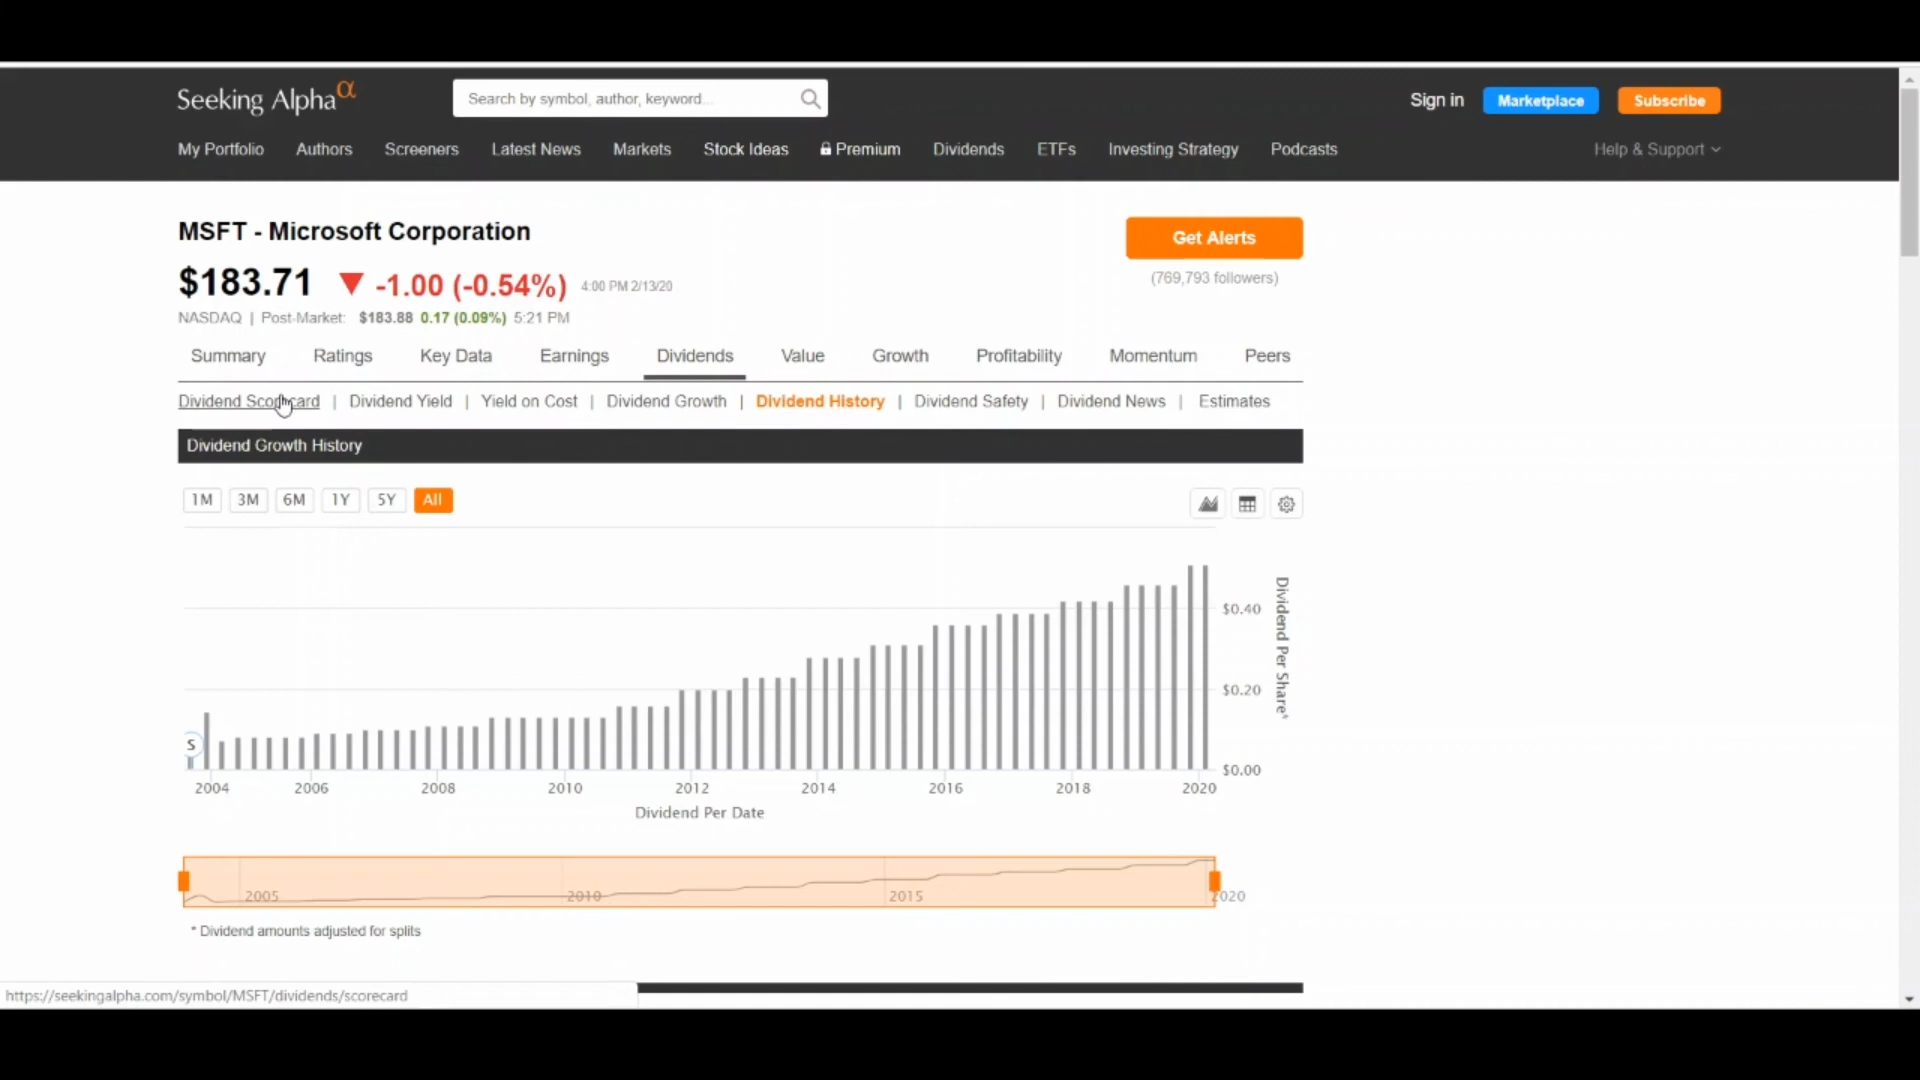 Seeking Alpha α
Search by symbol, author, keyword...
Sign in
Marketplace
Subscribe
My Portfolio Authors Screeners Latest News Markets Stock Ideas Premium Dividends ETFs Investing Strategy Podcasts Help & Support
MSFT - Microsoft Corporation
Get Alerts
$183.71 ▼ -1.00 (-0.54%) 4:00 PM 2/13/20
(769,793 followers)
NASDAQ | Post-Market: $183.88 0.17 (0.09%) 5:21 PM
Summary Ratings Key Data Earnings Dividends Value Growth Profitability Momentum Peers
Dividend Scorecard | Dividend Yield | Yield on Cost | Dividend Growth | Dividend History | Dividend Safety | Dividend News | Estimates
Dividend Growth History
1M 3M 6M 1Y 5Y All
$0.40
$0.20
$0.00
Dividend Per Share*
S
2004 2006 2008 2010 2012 2014 2016 2018 2020
Dividend Per Date
2005 2010 2015 2020
* Dividend amounts adjusted for splits
https://seekingalpha.com/symbol/MSFT/dividends/scorecard